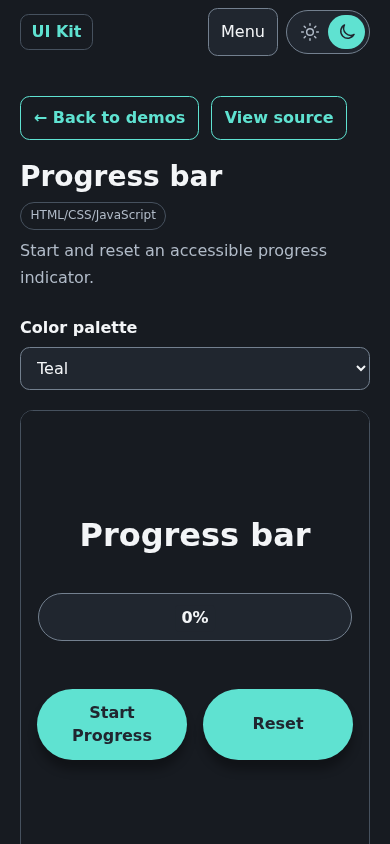 UI Kit
Menu
← Back to demos
View source
Progress bar
HTML/CSS/JavaScript
Start and reset an accessible progress
indicator.
Color palette
Teal
Progress bar
0%
Start
Progress
Reset